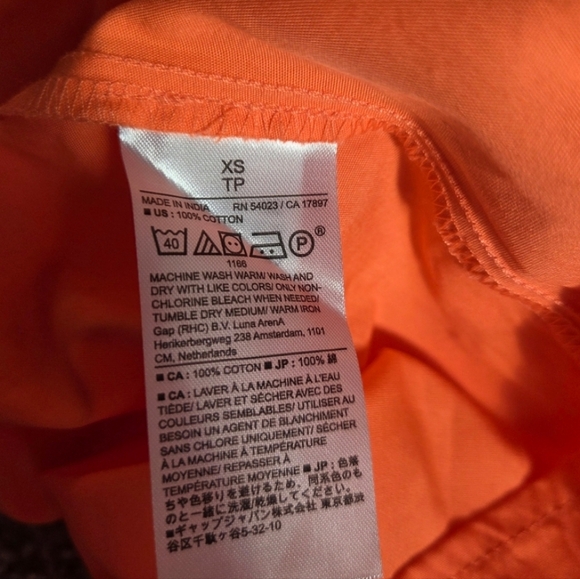 XS
TP
MADE IN INDIA RN 54023 / CA 17897
■ US : 100% COTTON
40 P ®
1166
MACHINE WASH WARM/ WASH AND
DRY WITH LIKE COLORS/ ONLY NON-
CHLORINE BLEACH WHEN NEEDED/
TUMBLE DRY MEDIUM/ WARM IRON
Gap (RHC) B.V. Luna ArenA
Herikerbergweg 238 Amsterdam, 1101
CM, Netherlands
■ CA : 100% COTON ■ JP : 100% 綿
■ CA : LAVER À LA MACHINE À L'EAU
TIÈDE/ LAVER ET SÉCHER AVEC DES
COULEURS SEMBLABLES/ UTILISER AU
BESOIN UN AGENT DE BLANCHIMENT
SANS CHLORE UNIQUEMENT/ SÉCHER
À LA MACHINE À TEMPÉRATURE
MOYENNE/ REPASSER À
TEMPÉRATURE MOYENNE ■ JP : 色落
ちや色移りを避けるため、同系色のも
のと一緒に洗濯/乾燥してください。
■ギャップジャパン株式会社 東京都渋
谷区千駄ヶ谷5-32-10